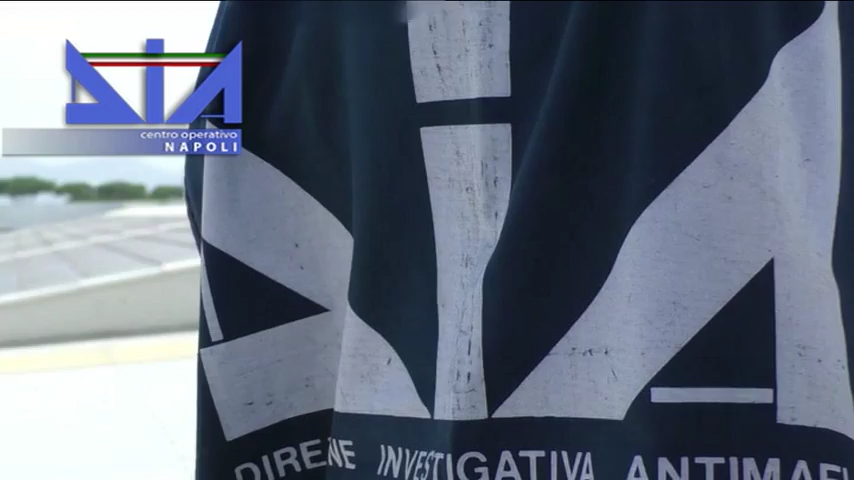 DIA
centro operativo
NAPOLI
DIA
INVESTIGATIVA